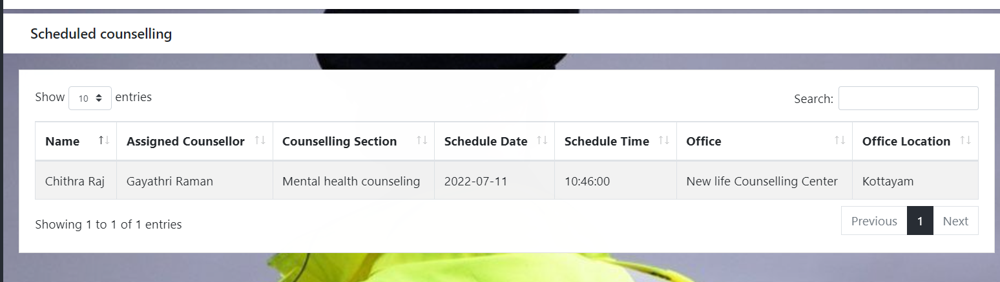 Scheduled counselling
Show 10 entries Search:
Name Assigned Counsellor Counselling Section Schedule Date Schedule Time Office Office Location
Chithra Raj Gayathri Raman Mental health counseling 2022-07-11 10:46:00 New life Counselling Center Kottayam
Showing 1 to 1 of 1 entries Previous 1 Next